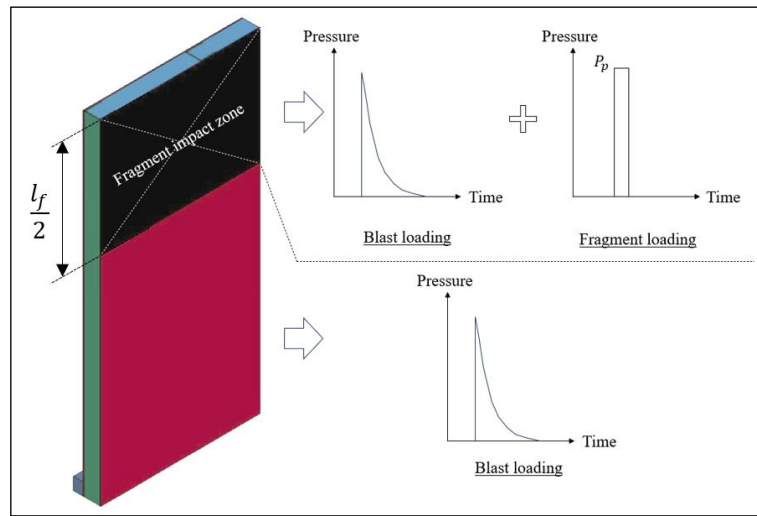 Pressure
Pressure
P_p
Fragment impact zone
l_f
2
Time
Time
Blast loading
Fragment loading
Pressure
Time
Blast loading